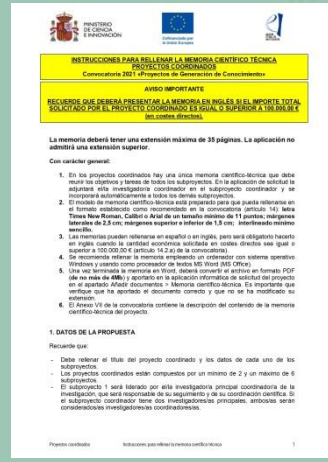 MINISTERIO
DE CIENCIA
E INNOVACIÓN
Cofinanciado por
la Unión Europea
INSTRUCCIONES PARA RELLENAR LA MEMORIA CIENTÍFICO TÉCNICA
PROYECTOS COORDINADOS
Convocatoria 2021 «Proyectos de Generación de Conocimiento»
AVISO IMPORTANTE
RECUERDE QUE DEBERÁ PRESENTAR LA MEMORIA EN INGLÉS SI EL IMPORTE TOTAL
SOLICITADO POR EL PROYECTO COORDINADO ES IGUAL O SUPERIOR A 100.000,00 €
(en costes directos).
La memoria deberá tener una extensión máxima de 35 páginas. La aplicación no
admitirá una extensión superior.
Con carácter general:
1. En los proyectos coordinados hay una única memoria científico-técnica que debe
reunir los objetivos y tareas de todos los subproyectos. En la aplicación de solicitud la
adjuntará el/la investigador/a coordinador en el subproyecto coordinador y se
incorporará automáticamente a todos los demás subproyectos.
2. El modelo de memoria científico-técnica está preparado para que pueda rellenarse en
el formato establecido como recomendado en la convocatoria (artículo 14): letra
Times New Roman, Calibri o Arial de un tamaño mínimo de 11 puntos; márgenes
laterales de 2,5 cm; márgenes superior e inferior de 1,5 cm; interlineado mínimo
sencillo.
3. Las memorias pueden rellenarse en español o en inglés, pero será obligatorio hacerlo
en inglés cuando la cantidad económica solicitada en costes directos sea igual o
superior a 100.000,00 € (artículo 14.2.a) de la convocatoria).
4. Se recomienda rellenar la memoria empleando un ordenador con sistema operativo
Windows y usando como procesador de textos MS Word (MS Office).
5. Una vez terminada la memoria en Word, deberá convertir el archivo en formato PDF
(de no más de 4Mb) y aportarlo en la aplicación informática de solicitud del proyecto
en el apartado Añadir documentos > Memoria científico-técnica. Es importante que
verifique que ha aportado el documento correcto y que no se ha modificado su
extensión.
6. El Anexo VII de la convocatoria contiene la descripción del contenido de la memoria
científico-técnica del proyecto.
1. DATOS DE LA PROPUESTA
Recuerde que:
- Debe rellenar el título del proyecto coordinado y los datos de cada uno de los
subproyectos.
- Los proyectos coordinados están compuestos por un mínimo de 2 y un máximo de 6
subproyectos.
- El subproyecto 1 será liderado por el/la investigador/a principal coordinador/a de la
investigación, que será responsable de su seguimiento y de su coordinación científica. Si
el subproyecto coordinador tiene dos investigadores/as principales, ambos/as serán
considerados/as investigadores/as coordinadores/as.
Proyectos coordinados Instrucciones para rellenar la memoria científico técnica 1